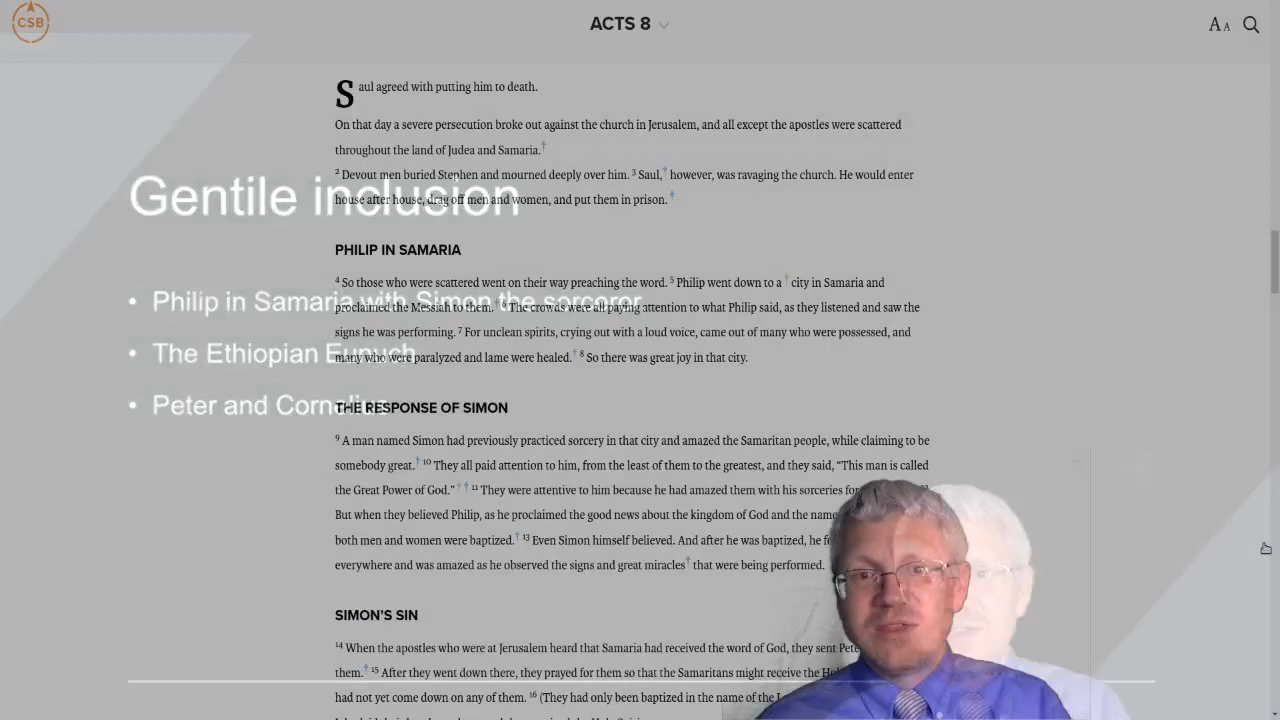 CSB
ACTS 8
AA
Saul agreed with putting him to death.
On that day a severe persecution broke out against the church in Jerusalem, and all except the apostles were scattered
throughout the land of Judea and Samaria.†
2 Devout men buried Stephen and mourned deeply over him. 3 Saul,† however, was ravaging the church. He would enter
house after house, drag off men and women, and put them in prison. †
Gentile inclusion
PHILIP IN SAMARIA
4 So those who were scattered went on their way preaching the word. 5 Philip went down to a † city in Samaria and
proclaimed the Messiah to them.† 6 The crowds were all paying attention to what Philip said, as they listened and saw the
signs he was performing. 7 For unclean spirits, crying out with a loud voice, came out of many who were possessed, and
many who were paralyzed and lame were healed.† 8 So there was great joy in that city.
• Philip in Samaria with Simon the sorceror
• The Ethiopian Eunuch
• Peter and Cornelius
THE RESPONSE OF SIMON
9 A man named Simon had previously practiced sorcery in that city and amazed the Samaritan people, while claiming to be
somebody great.† 10 They all paid attention to him, from the least of them to the greatest, and they said, “This man is called
the Great Power of God.” † † 11 They were attentive to him because he had amazed them with his sorceries for 12
But when they believed Philip, as he proclaimed the good news about the kingdom of God and the name
both men and women were baptized.† 13 Even Simon himself believed. And after he was baptized, he
everywhere and was amazed as he observed the signs and great miracles† that were being performed.
SIMON'S SIN
14 When the apostles who were at Jerusalem heard that Samaria had received the word of God, they sent
them.† 15 After they went down there, they prayed for them so that the Samaritans might receive the
had not yet come down on any of them. 16 (They had only been baptized in the name of the